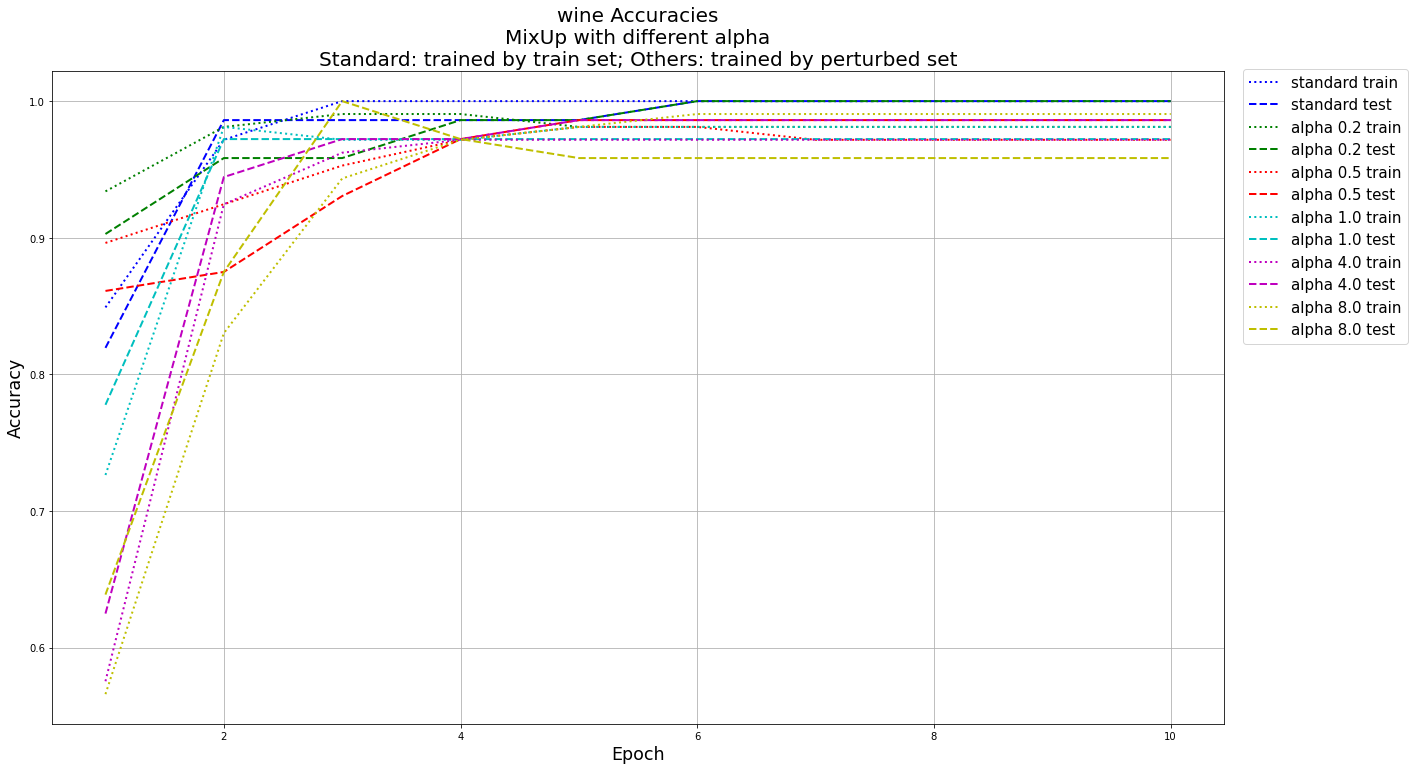 wine Accuracies
MixUp with different alpha
Standard: trained by train set; Others: trained by perturbed set
Accuracy
1.0
0.9
0.8
0.7
0.6
2
4
6
8
10
Epoch
standard train
standard test
alpha 0.2 train
alpha 0.2 test
alpha 0.5 train
alpha 0.5 test
alpha 1.0 train
alpha 1.0 test
alpha 4.0 train
alpha 4.0 test
alpha 8.0 train
alpha 8.0 test